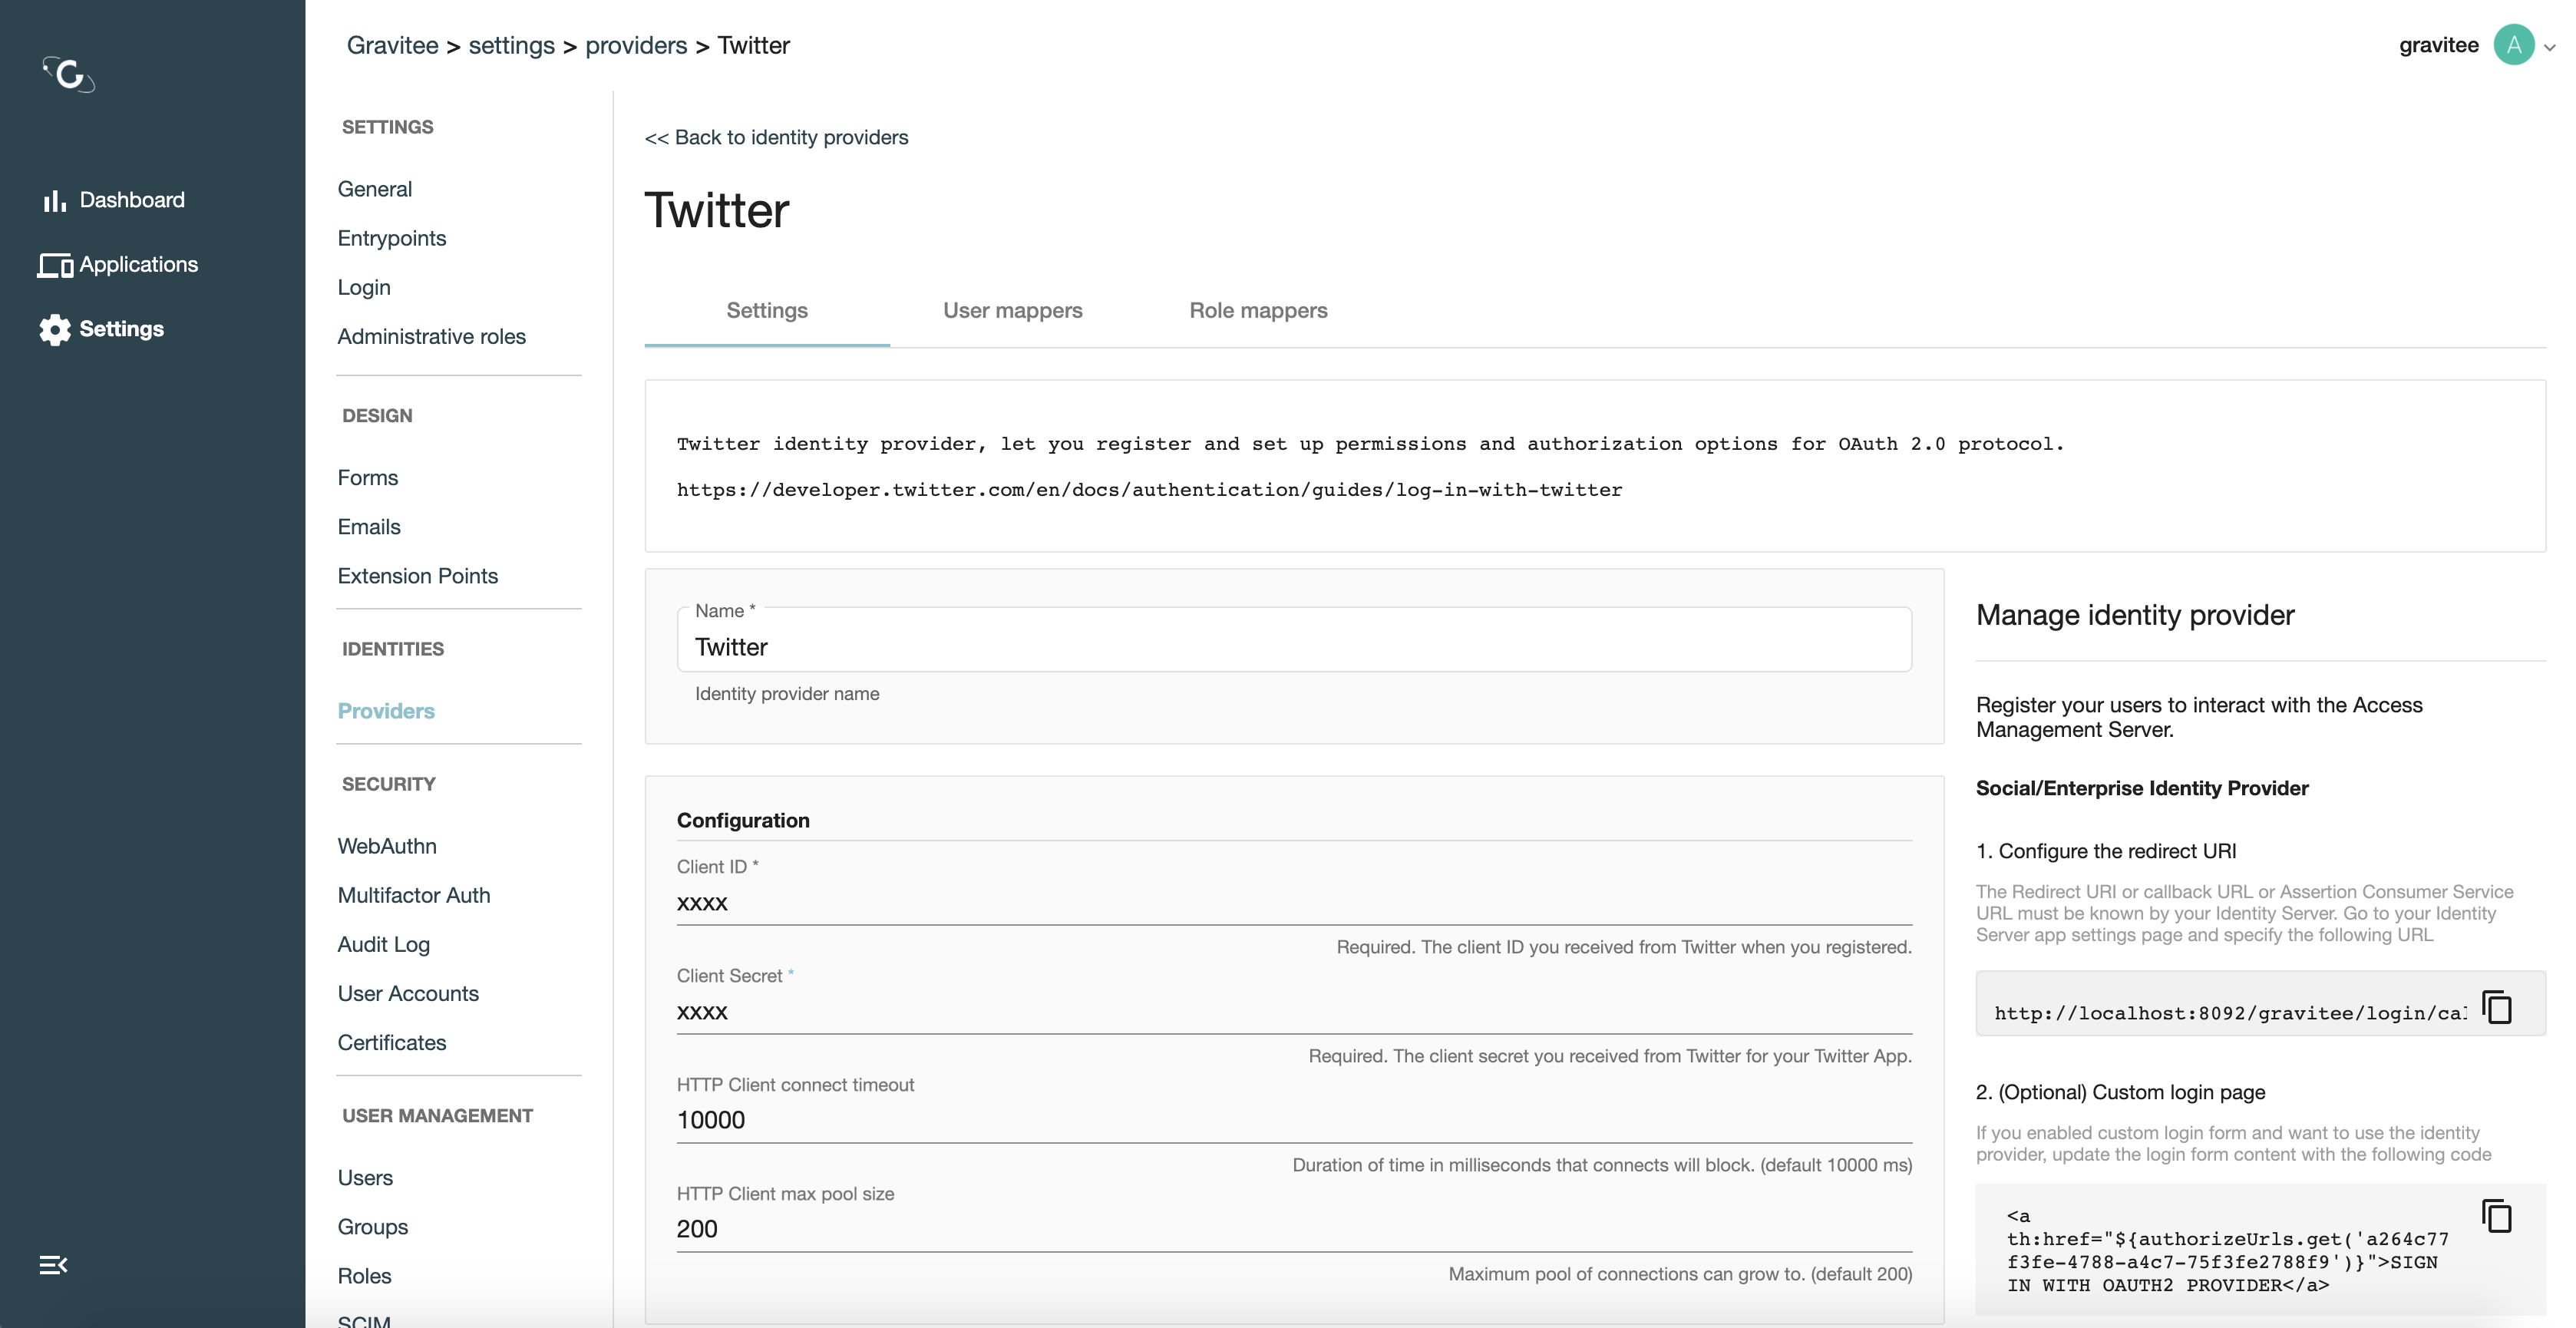 Gravitee > settings > providers > Twitter
gravitee
A
Dashboard
Applications
Settings
SETTINGS
General
Entrypoints
Login
Administrative roles
DESIGN
Forms
Emails
Extension Points
IDENTITIES
Providers
SECURITY
WebAuthn
Multifactor Auth
Audit Log
User Accounts
Certificates
USER MANAGEMENT
Users
Groups
Roles
SCIM
<< Back to identity providers
Twitter
Settings
User mappers
Role mappers
Twitter identity provider, let you register and set up permissions and authorization options for OAuth 2.0 protocol.
https://developer.twitter.com/en/docs/authentication/guides/log-in-with-twitter
Name *
Twitter
Identity provider name
Configuration
Client ID *
xxxx
Required. The client ID you received from Twitter when you registered.
Client Secret *
xxxx
Required. The client secret you received from Twitter for your Twitter App.
HTTP Client connect timeout
10000
Duration of time in milliseconds that connects will block. (default 10000 ms)
HTTP Client max pool size
200
Maximum pool of connections can grow to. (default 200)
Manage identity provider
Register your users to interact with the Access
Management Server.
Social/Enterprise Identity Provider
1. Configure the redirect URI
The Redirect URI or callback URL or Assertion Consumer Service
URL must be known by your Identity Server. Go to your Identity
Server app settings page and specify the following URL
http://localhost:8092/gravitee/login/cal
2. (Optional) Custom login page
If you enabled custom login form and want to use the identity
provider, update the login form content with the following code
<a
th:href="${authorizeUrls.get('a264c77
f3fe-4788-a4c7-75f3fe2788f9')}">SIGN
IN WITH OAUTH2 PROVIDER</a>